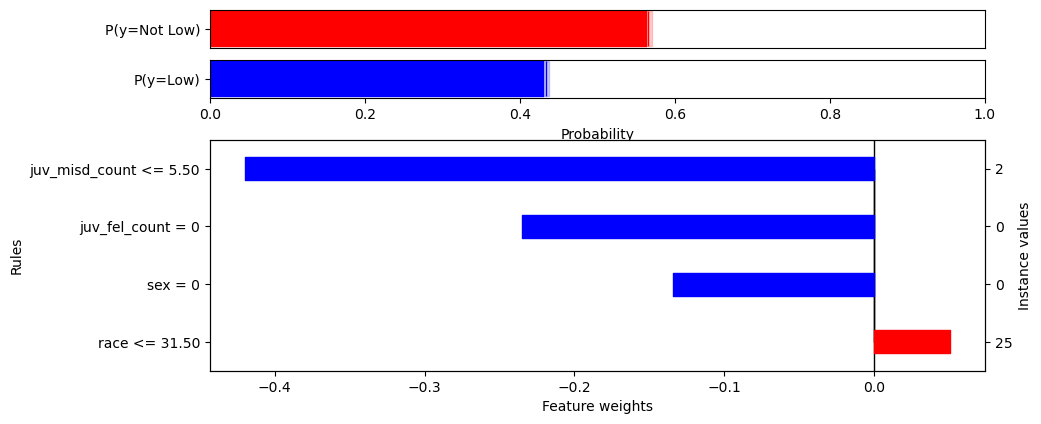 P(y=Not Low)
P(y=Low)
0.0 0.2 0.4 0.6 0.8 1.0
Probability
juv_misd_count <= 5.50 2
juv_fel_count = 0 0
sex = 0 0
race <= 31.50 25
Rules
Instance values
−0.4 −0.3 −0.2 −0.1 0.0
Feature weights